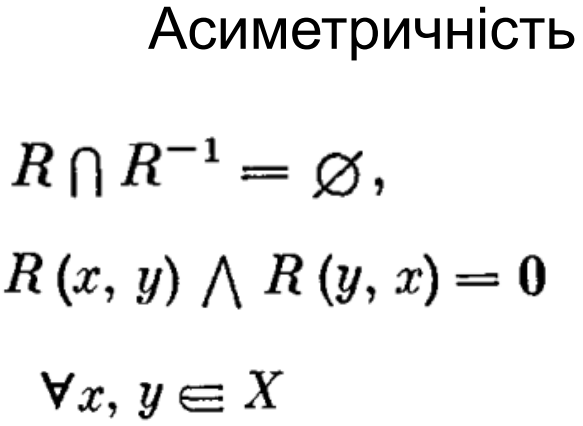 Асиметричність
R ⋂ R⁻¹ = ∅,
R (x, y) ⋀ R (y, x) = 0
∀x, y ∈ X